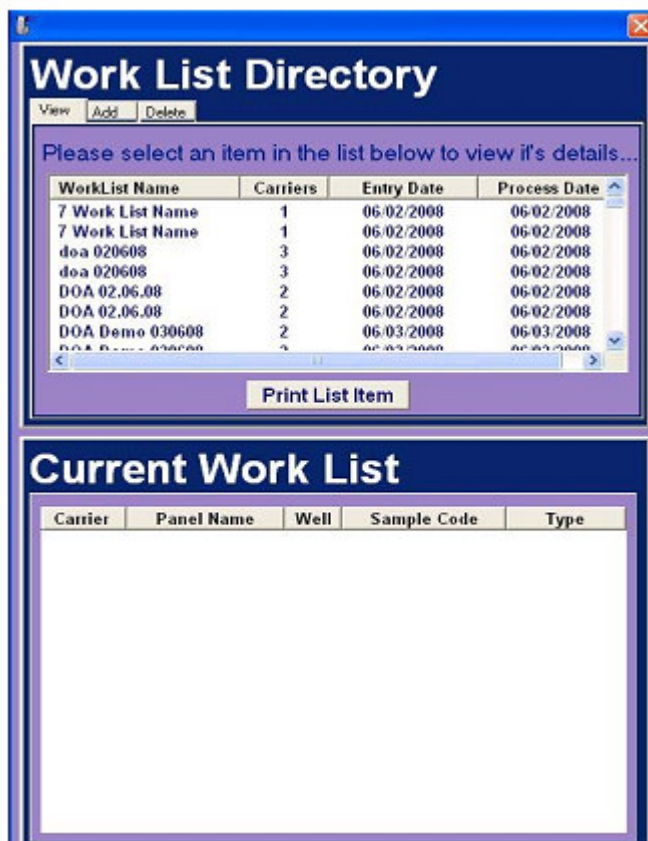 Work List Directory
View Add Delete
Please select an item in the list below to view it's details...
WorkList Name Carriers Entry Date Process Date
7 Work List Name 1 06/02/2008 06/02/2008
7 Work List Name 1 06/02/2008 06/02/2008
doa 020608 3 06/02/2008 06/02/2008
doa 020608 3 06/02/2008 06/02/2008
DOA 02.06.08 2 06/02/2008 06/02/2008
DOA 02.06.08 2 06/02/2008 06/02/2008
DOA Demo 030608 2 06/03/2008 06/03/2008
Print List Item
Current Work List
Carrier Panel Name Well Sample Code Type